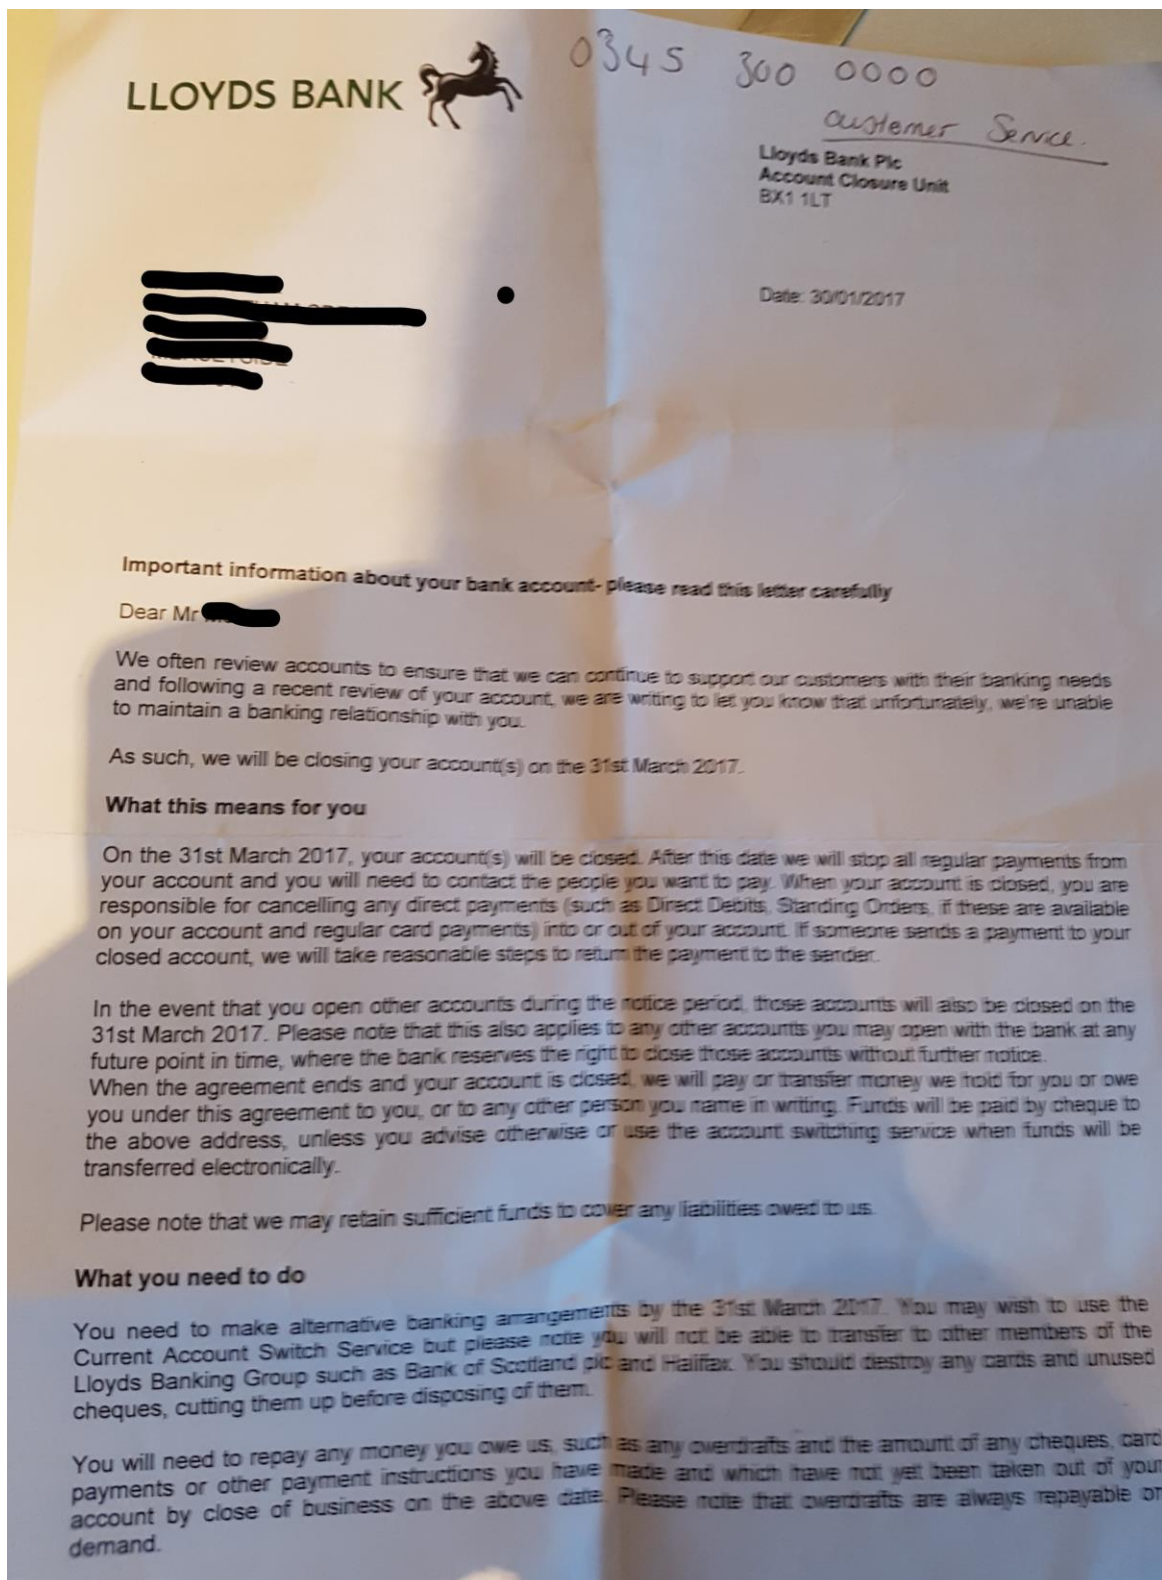 0345 300 0000
customer Service.
LLOYDS BANK
Lloyds Bank Plc
Account Closure Unit
BX1 1LT
Date: 30/01/2017
Important information about your bank account- please read this letter carefully
Dear Mr
We often review accounts to ensure that we can continue to support our customers with their banking needs
and following a recent review of your account, we are writing to let you know that unfortunately, we're unable
to maintain a banking relationship with you.
As such, we will be closing your account(s) on the 31st March 2017.
What this means for you
On the 31st March 2017, your account(s) will be closed. After this date we will stop all regular payments from
your account and you will need to contact the people you want to pay. When your account is closed, you are
responsible for cancelling any direct payments (such as Direct Debits, Standing Orders, if these are available
on your account and regular card payments) into or out of your account. If someone sends a payment to your
closed account, we will take reasonable steps to return the payment to the sender.
In the event that you open other accounts during the notice period, those accounts will also be closed on the
31st March 2017. Please note that this also applies to any other accounts you may open with the bank at any
future point in time, where the bank reserves the right to close those accounts without further notice.
When the agreement ends and your account is closed, we will pay or transfer money we hold for you or owe
you under this agreement to you, or to any other person you name in writing. Funds will be paid by cheque to
the above address, unless you advise otherwise or use the account switching service when funds will be
transferred electronically.
Please note that we may retain sufficient funds to cover any liabilities owed to us.
What you need to do
You need to make alternative banking arrangements by the 31st March 2017. You may wish to use the
Current Account Switch Service but please note you will not be able to transfer to other members of the
Lloyds Banking Group such as Bank of Scotland plc and Halifax. You should destroy any cards and unused
cheques, cutting them up before disposing of them.
You will need to repay any money you owe us, such as any overdrafts and the amount of any cheques, card
payments or other payment instructions you have made and which have not yet been taken out of your
account by close of business on the above date. Please note that overdrafts are always repayable on
demand.